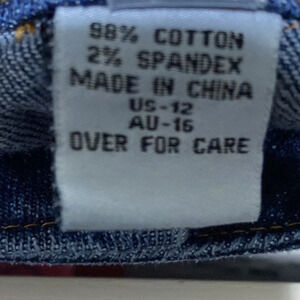 98% COTTON
2% SPANDEX
MADE IN CHINA
US-12
AU-16
OVER FOR CARE